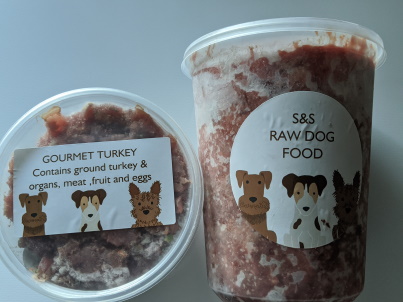 GOURMET TURKEY
Contains ground turkey &
organs, meat ,fruit and eggs
S&S
RAW DOG
FOOD